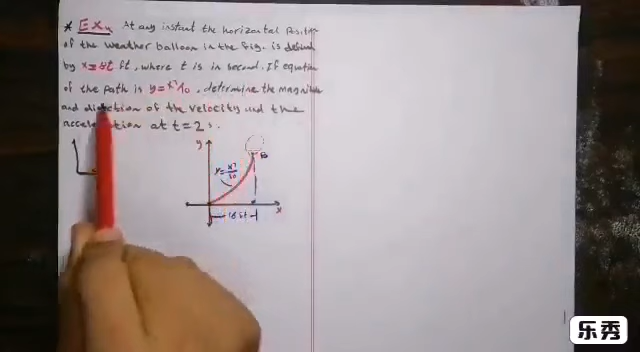 * EX. At any instant the horizontal Position
of the weather balloon in the Fig. is defined
by x=8t ft, where t is in second. If equation
of the path is y=x²/10, determine the magnitude
and direction of the velocity and the
acceleration at t=2 s.
y
B
y=x²/10
x
乐秀